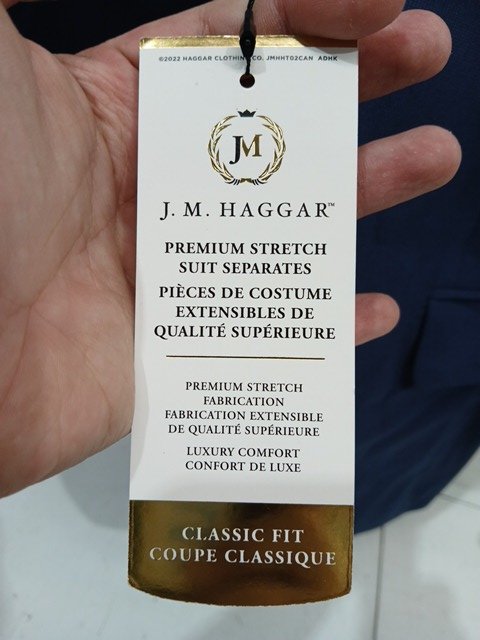 ©2022 HAGGAR CLOTHING CO. JMHHT02CAN ADHK
JM
J. M. HAGGAR™
PREMIUM STRETCH
SUIT SEPARATES
PIÈCES DE COSTUME
EXTENSIBLES DE
QUALITÉ SUPÉRIEURE
PREMIUM STRETCH
FABRICATION
FABRICATION EXTENSIBLE
DE QUALITÉ SUPÉRIEURE
LUXURY COMFORT
CONFORT DE LUXE
CLASSIC FIT
COUPE CLASSIQUE